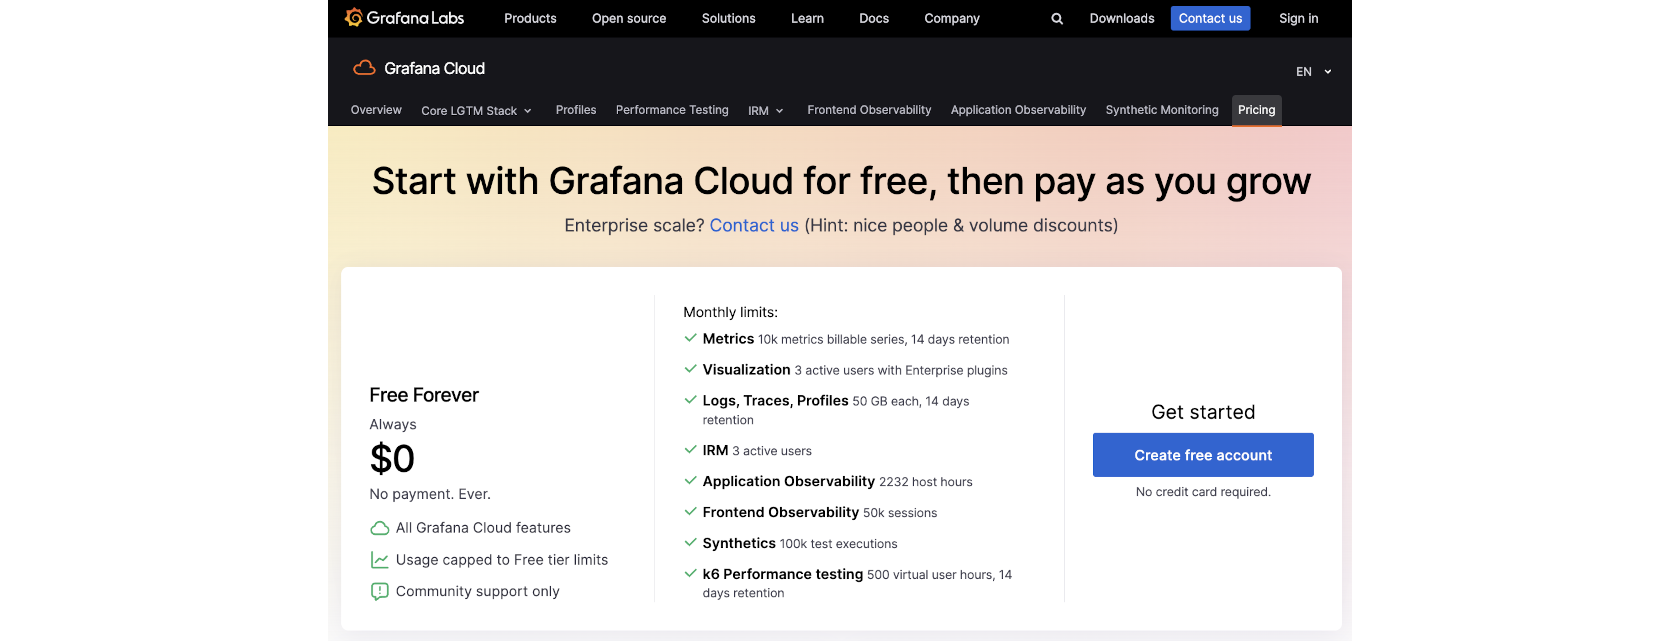 Grafana Labs Products Open source Solutions Learn Docs Company Downloads Contact us Sign in
Grafana Cloud
EN
Overview Core LGTM Stack Profiles Performance Testing IRM Frontend Observability Application Observability Synthetic Monitoring Pricing
Start with Grafana Cloud for free, then pay as you grow
Enterprise scale? Contact us (Hint: nice people & volume discounts)
Free Forever
Always
$0
No payment. Ever.
All Grafana Cloud features
Usage capped to Free tier limits
Community support only
Monthly limits:
Metrics 10k metrics billable series, 14 days retention
Visualization 3 active users with Enterprise plugins
Logs, Traces, Profiles 50 GB each, 14 days
retention
IRM 3 active users
Application Observability 2232 host hours
Frontend Observability 50k sessions
Synthetics 100k test executions
k6 Performance testing 500 virtual user hours, 14
days retention
Get started
Create free account
No credit card required.